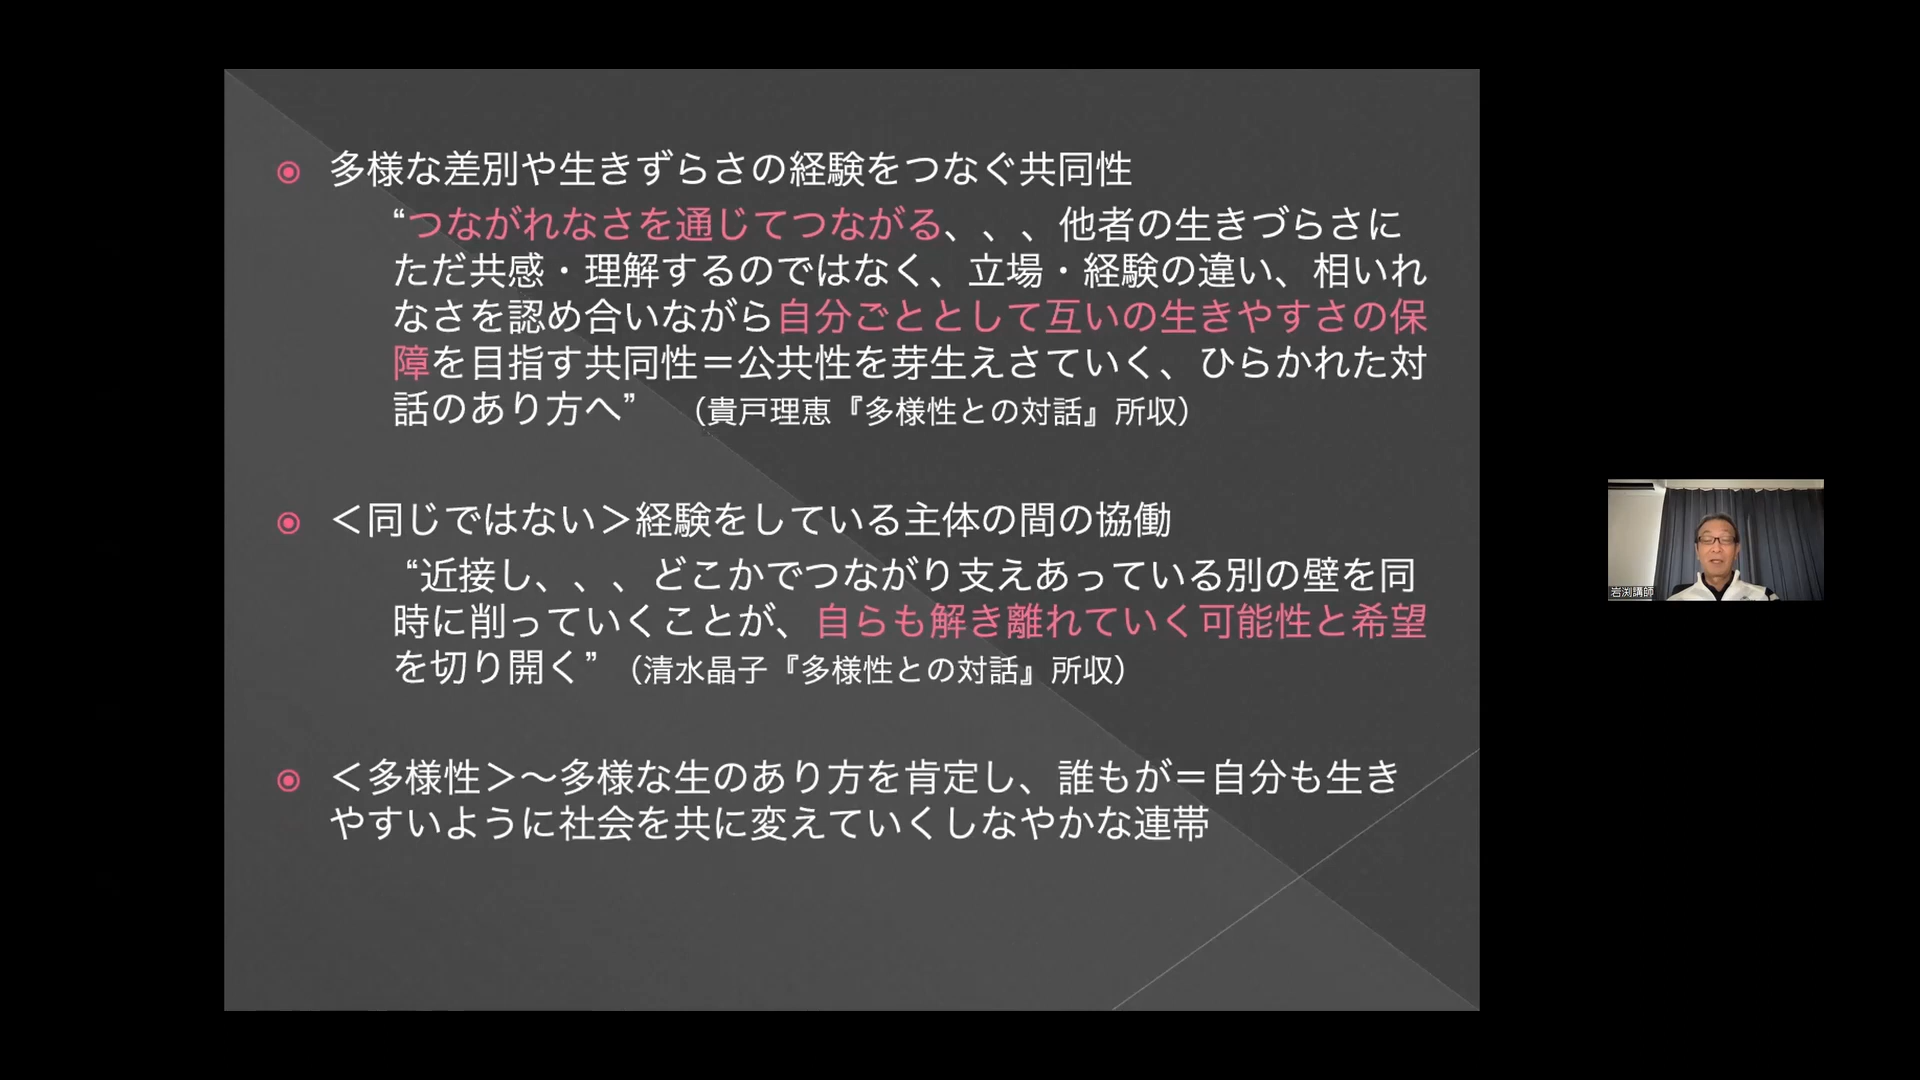 多様な差別や生きずらさの経験をつなぐ共同性
“つながれなさを通じてつながる、、、他者の生きづらさに
ただ共感・理解するのではなく、立場・経験の違い、相いれ
なさを認め合いながら自分ごととして互いの生きやすさの保
障を目指す共同性＝公共性を芽生えさていく、ひらかれた対
話のあり方へ” （貴戸理恵『多様性との対話』所収）
＜同じではない＞経験をしている主体の間の協働
“近接し、、、どこかでつながり支えあっている別の壁を同
時に削っていくことが、自らも解き離れていく可能性と希望
を切り開く” （清水晶子『多様性との対話』所収）
＜多様性＞～多様な生のあり方を肯定し、誰もが＝自分も生き
やすいように社会を共に変えていくしなやかな連帯
岩渕講師